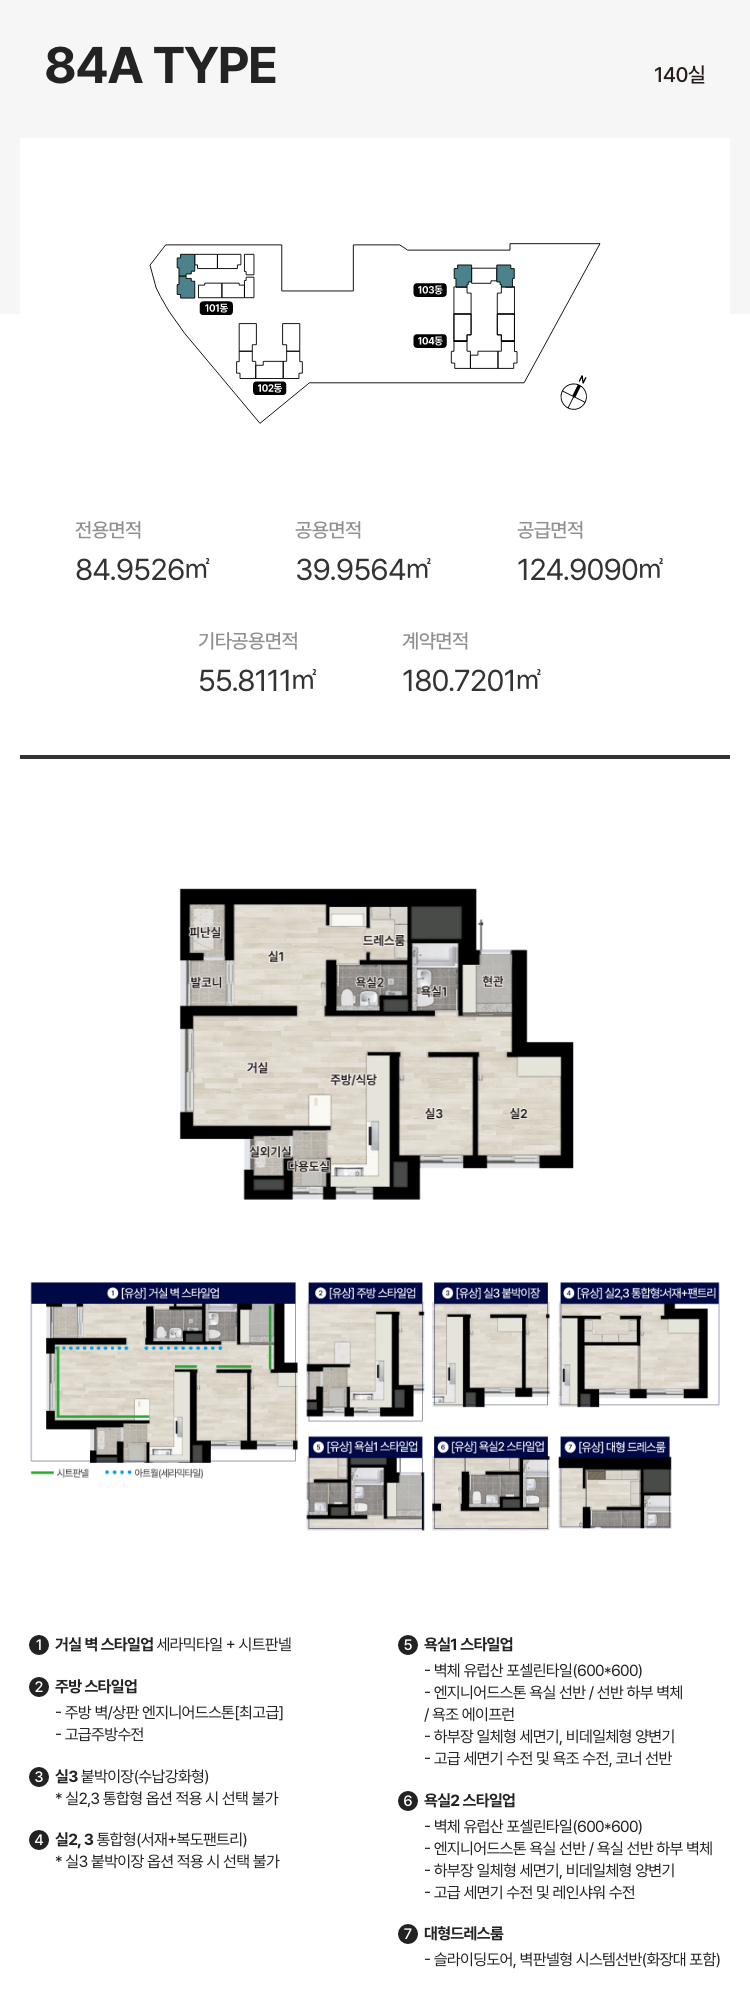 84A TYPE
140실
101동
102동
103동
104동
N
전용면적
84.9526㎡
공용면적
39.9564㎡
공급면적
124.9090㎡
기타공용면적
55.8111㎡
계약면적
180.7201㎡
피난실
실1
드레스룸
발코니
욕실2
욕실1
현관
거실
주방/식당
실3
실2
실외기실
다용도실
1 [유상] 거실 벽 스타일업
2 [유상] 주방 스타일업
3 [유상] 실3 붙박이장
4 [유상] 실2,3 통합형:서재+팬트리
시트판넬
아트월(세라믹타일)
5 [유상] 욕실1 스타일업
6 [유상] 욕실2 스타일업
7 [유상] 대형 드레스룸
1 거실 벽 스타일업 세라믹타일 + 시트판넬
2 주방 스타일업
- 주방 벽/상판 엔지니어드스톤[최고급]
- 고급주방수전
3 실3 붙박이장(수납강화형)
* 실2,3 통합형 옵션 적용 시 선택 불가
4 실2, 3 통합형(서재+복도팬트리)
* 실3 붙박이장 옵션 적용 시 선택 불가
5 욕실1 스타일업
- 벽체 유럽산 포셀린타일(600*600)
- 엔지니어드스톤 욕실 선반 / 선반 하부 벽체
/ 욕조 에이프런
- 하부장 일체형 세면기, 비데일체형 양변기
- 고급 세면기 수전 및 욕조 수전, 코너 선반
6 욕실2 스타일업
- 벽체 유럽산 포셀린타일(600*600)
- 엔지니어드스톤 욕실 선반 / 욕실 선반 하부 벽체
- 하부장 일체형 세면기, 비데일체형 양변기
- 고급 세면기 수전 및 레인샤워 수전
7 대형드레스룸
- 슬라이딩도어, 벽판넬형 시스템선반(화장대 포함)